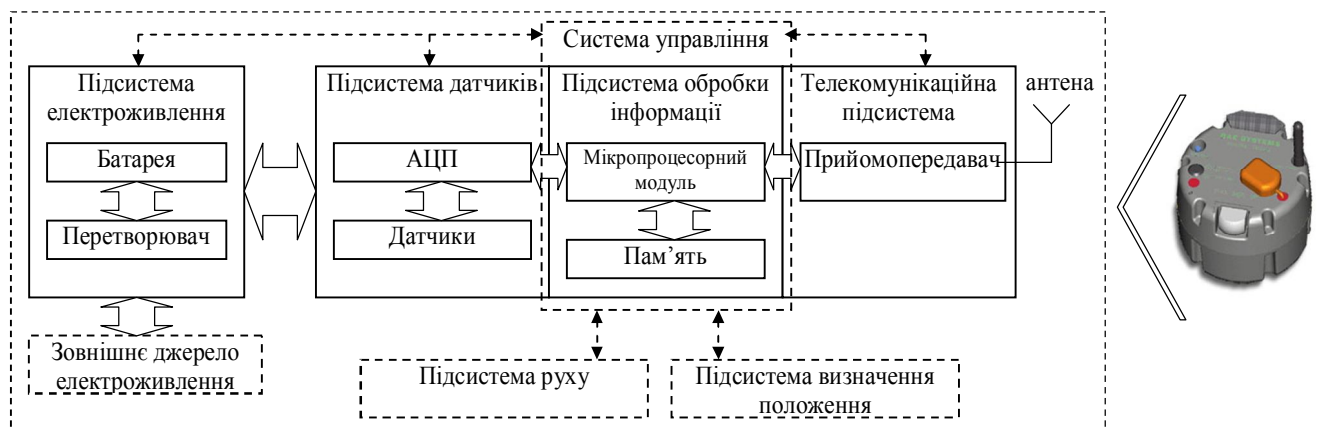 Система управління
Підсистема
електроживлення
Батарея
Перетворювач
Зовнішнє джерело
електроживлення
Підсистема датчиків
АЦП
Датчики
Підсистема обробки
інформації
Мікропроцесорний
модуль
Пам’ять
Телекомунікаційна
підсистема
Прийомопередавач
антена
Підсистема руху
Підсистема визначення
положення